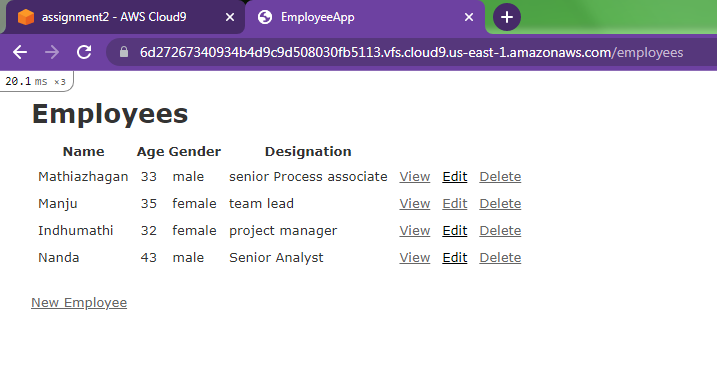 assignment2 - AWS Cloud9
EmployeeApp
6d27267340934b4d9c9d508030fb5113.vfs.cloud9.us-east-1.amazonaws.com/employees
20.1 ms ×3
Employees
Name Age Gender Designation
Mathiazhagan 33 male senior Process associate View Edit Delete
Manju 35 female team lead View Edit Delete
Indhumathi 32 female project manager View Edit Delete
Nanda 43 male Senior Analyst View Edit Delete
New Employee